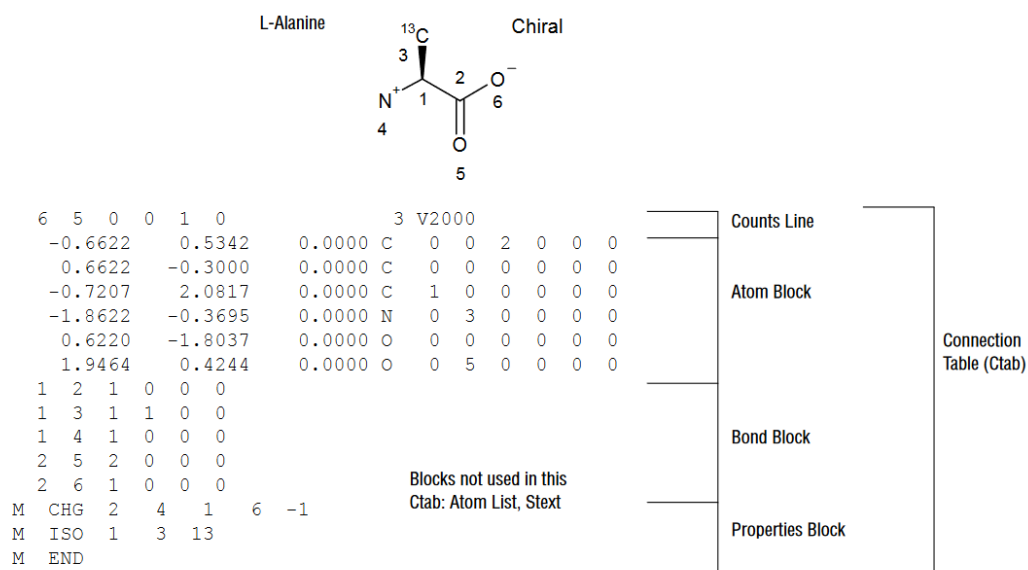 L-Alanine
13C
Chiral
3
2
O−
N+
1
6
4
O
5
6 5 0 0 1 0 3 V2000
-0.6622 0.5342 0.0000 C 0 0 2 0 0 0
0.6622 -0.3000 0.0000 C 0 0 0 0 0 0
-0.7207 2.0817 0.0000 C 1 0 0 0 0 0
-1.8622 -0.3695 0.0000 N 0 3 0 0 0 0
0.6220 -1.8037 0.0000 O 0 0 0 0 0 0
1.9464 0.4244 0.0000 O 0 5 0 0 0 0
1 2 1 0 0 0
1 3 1 1 0 0
1 4 1 0 0 0
2 5 2 0 0 0
2 6 1 0 0 0
M CHG 2 4 1 6 -1
M ISO 1 3 13
M END
Blocks not used in this
Ctab: Atom List, Stext
Counts Line
Atom Block
Bond Block
Properties Block
Connection
Table (Ctab)